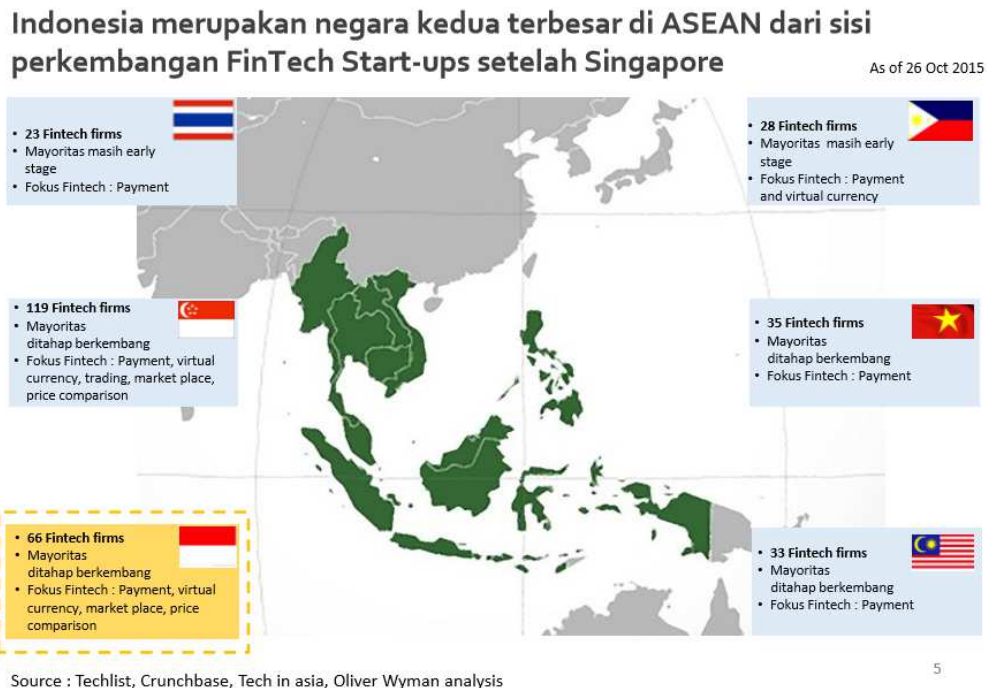 Indonesia merupakan negara kedua terbesar di ASEAN dari sisi
perkembangan FinTech Start-ups setelah Singapore
As of 26 Oct 2015
• 23 Fintech firms
• Mayoritas masih early
stage
• Fokus Fintech : Payment
• 28 Fintech firms
• Mayoritas masih early
stage
• Fokus Fintech : Payment
and virtual currency
• 119 Fintech firms
• Mayoritas
ditahap berkembang
• Fokus Fintech : Payment, virtual
currency, trading, market place,
price comparison
• 35 Fintech firms
• Mayoritas
ditahap berkembang
• Fokus Fintech : Payment
• 66 Fintech firms
• Mayoritas
ditahap berkembang
• Fokus Fintech : Payment, virtual
currency, market place, price
comparison
• 33 Fintech firms
• Mayoritas
ditahap berkembang
• Fokus Fintech : Payment
5
Source : Techlist, Crunchbase, Tech in asia, Oliver Wyman analysis